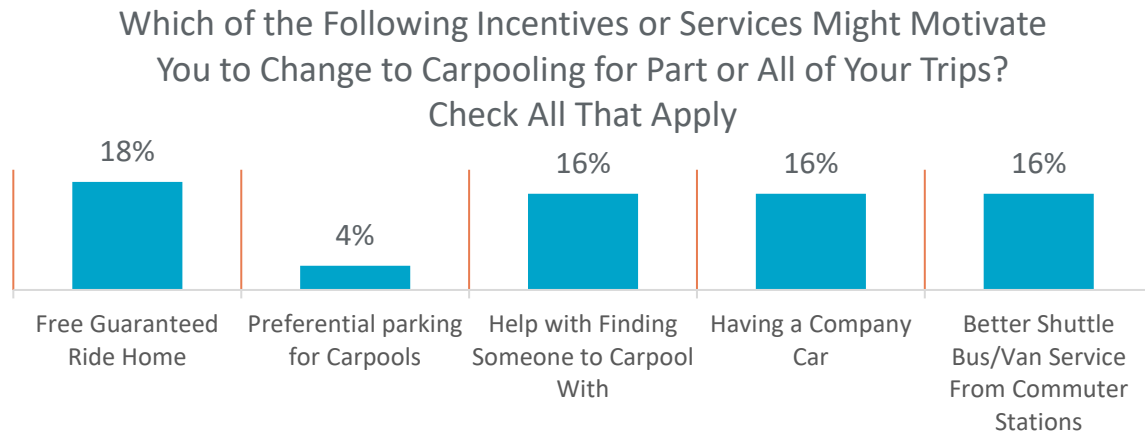 Which of the Following Incentives or Services Might Motivate
You to Change to Carpooling for Part or All of Your Trips?
Check All That Apply
18%
4%
16%
16%
16%
Free Guaranteed
Ride Home
Preferential parking
for Carpools
Help with Finding
Someone to Carpool
With
Having a Company
Car
Better Shuttle
Bus/Van Service
From Commuter
Stations